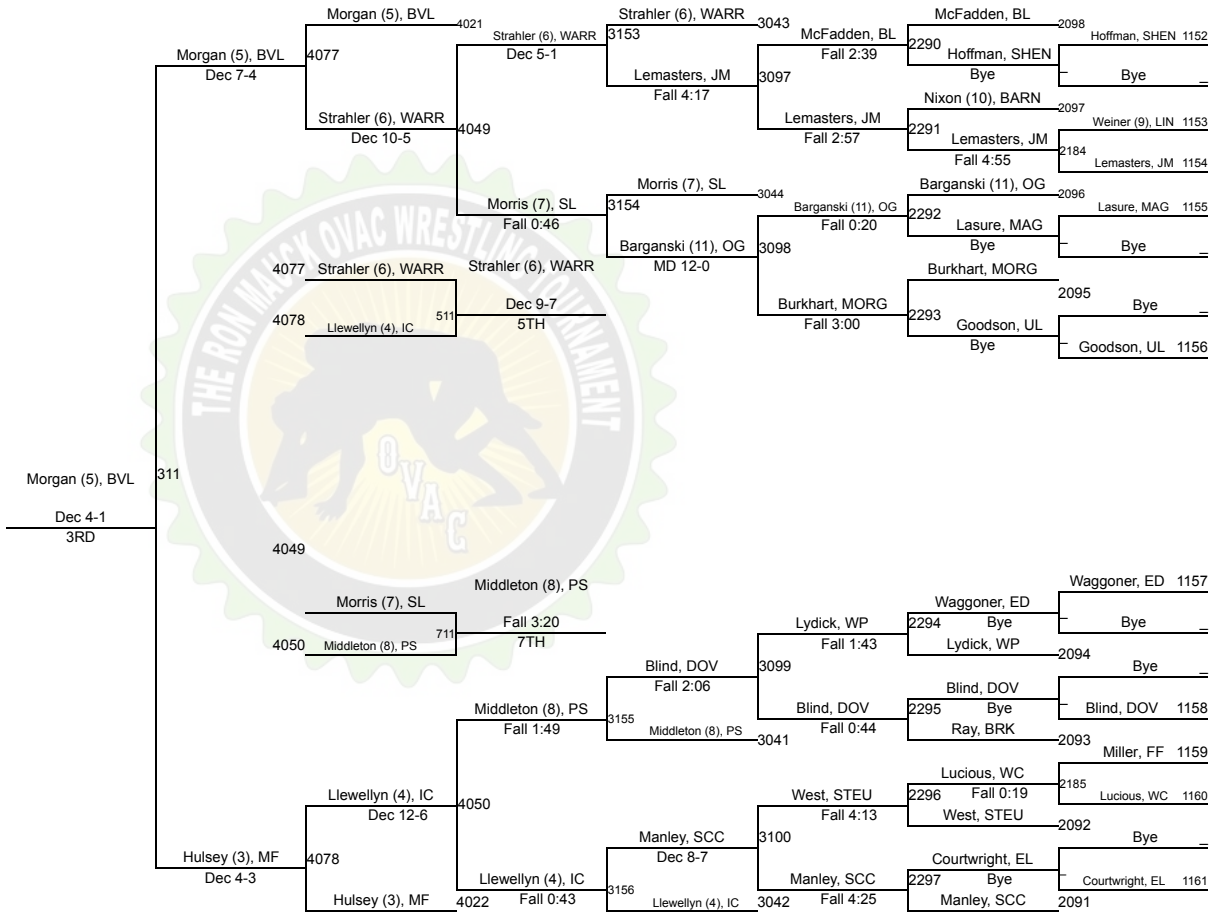 Morgan (5), BVL
4021
Strahler (6), WARR
3043
McFadden, BL
2098
Morgan (5), BVL
Dec 7-4
4077
Strahler (6), WARR
Dec 5-1
3153
McFadden, BL
Fall 2:39
2290
Hoffman, SHEN
Bye
Hoffman, SHEN 1152
_
Bye _
Strahler (6), WARR
Dec 10-5
4049
Lemasters, JM
Fall 4:17
3097
Lemasters, JM
Fall 2:57
Nixon (10), BARN
2097
2291
Lemasters, JM
Fall 4:55
2184
Weiner (9), LIN 1153
Lemasters, JM 1154
Morris (7), SL
Fall 0:46
Morris (7), SL
3044
3154
Barganski (11), OG
MD 12-0
3098
Barganski (11), OG
Fall 0:20
Barganski (11), OG
2096
2292
Lasure, MAG
Bye
Lasure, MAG 1155
_
Bye _
Burkhart, MORG
Fall 3:00
Burkhart, MORG
2095
2293
Goodson, UL
Bye
Bye _
_
Goodson, UL 1156
THE RON MAUCK OVAC WRESTLING TOURNAMENT
OVAC
4077 Strahler (6), WARR
4078 Llewellyn (4), IC
511
Strahler (6), WARR
Dec 9-7
5TH
Morgan (5), BVL
311
Dec 4-1
3RD
4049
Morris (7), SL
4050 Middleton (8), PS
711
Middleton (8), PS
Fall 3:20
7TH
Waggoner, ED 1157
_
Bye _
Waggoner, ED
Bye
2294
Lydick, WP
2094
Lydick, WP
Fall 1:43
3099
Blind, DOV
Fall 2:06
Bye _
_
Blind, DOV 1158
Blind, DOV
Bye
2295
Ray, BRK
2093
Blind, DOV
Fall 0:44
Middleton (8), PS
Fall 1:49
3155
Middleton (8), PS
3041
Miller, FF 1159
2185
Lucious, WC 1160
Lucious, WC
Fall 0:19
2296
West, STEU
2092
West, STEU
Fall 4:13
3100
Llewellyn (4), IC
Dec 12-6
4050
Manley, SCC
Dec 8-7
Bye _
_
Courtwright, EL 1161
Courtwright, EL
Bye
2297
Manley, SCC
2091
Manley, SCC
Fall 4:25
Hulsey (3), MF
Dec 4-3
4078
Hulsey (3), MF
4022
Llewellyn (4), IC
Fall 0:43
3156
Llewellyn (4), IC
3042